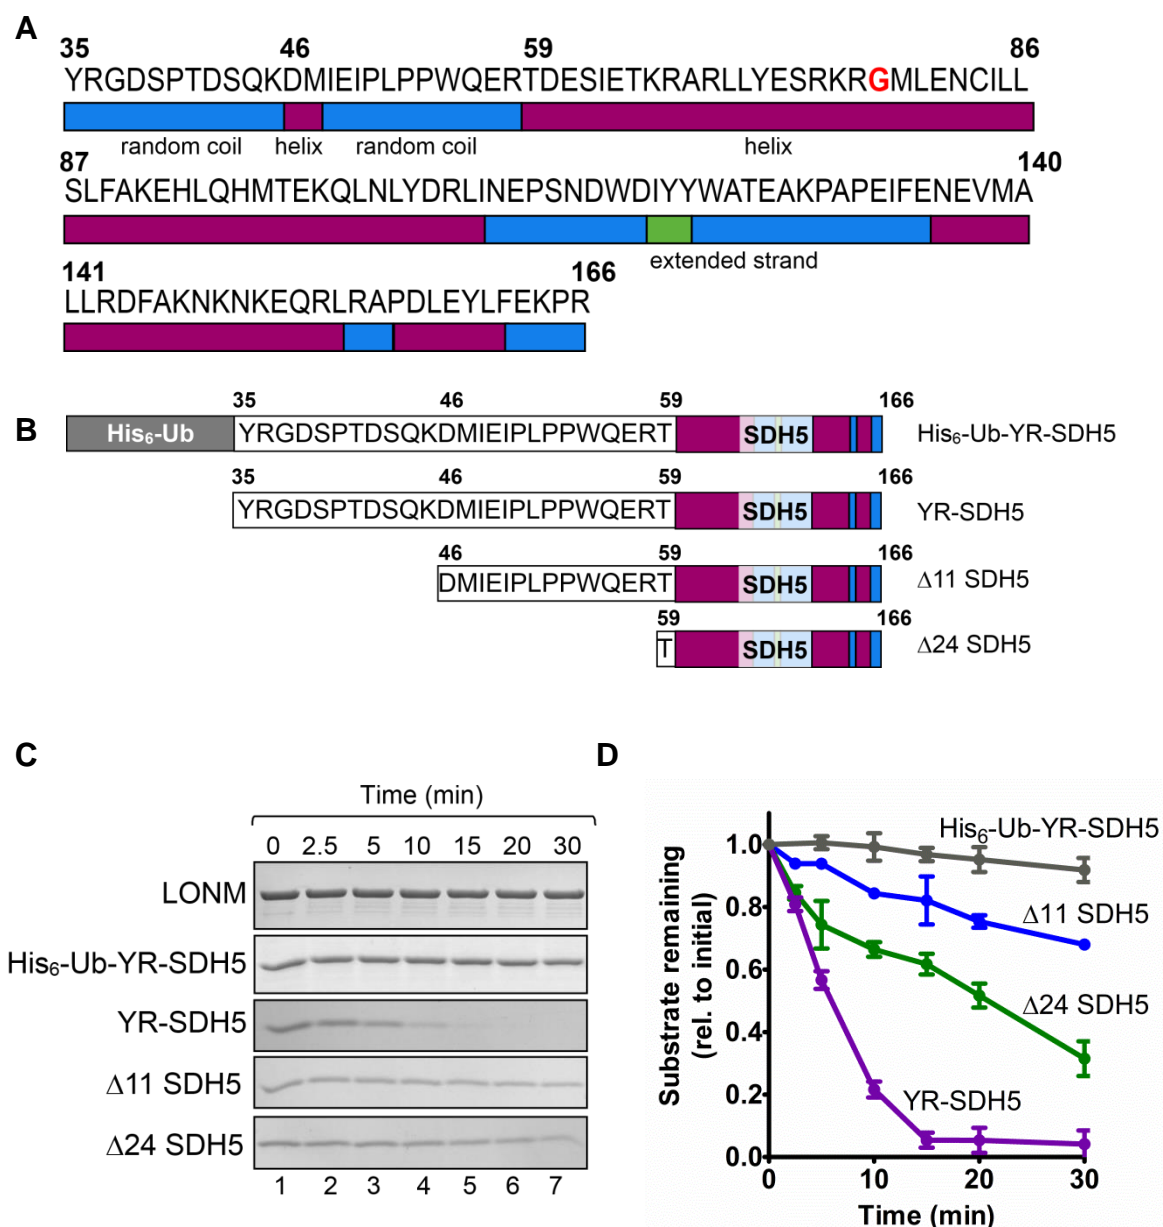 A
35 46 59 86
YRGDSPTDSQKDMIEIPLPPWQERTDESIETKRARLLYESRKRGMLENCILL
random coil helix random coil helix
87 140
SLFAKEHLQHMTEKQLNLYDRLINEPSNDWDIYYWATEAKPAPEIFENEVMA
extended strand
141 166
LLRDFAKNKNKEQRLRAPDLEYLFEKPR
B
35 46 59 166
His6-Ub YRGDSPTDSQKDMIEIPLPPWQERT SDH5 His6-Ub-YR-SDH5
35 46 59 166
YRGDSPTDSQKDMIEIPLPPWQERT SDH5 YR-SDH5
46 59 166
DMIEIPLPPWQERT SDH5 Δ11 SDH5
59 166
T SDH5 Δ24 SDH5
C
Time (min)
0 2.5 5 10 15 20 30
LONM
His6-Ub-YR-SDH5
YR-SDH5
Δ11 SDH5
Δ24 SDH5
1 2 3 4 5 6 7
D
Substrate remaining
(rel. to initial)
1.0
0.8
0.6
0.4
0.2
0.0
His6-Ub-YR-SDH5
Δ11 SDH5
Δ24 SDH5
YR-SDH5
0 10 20 30
Time (min)